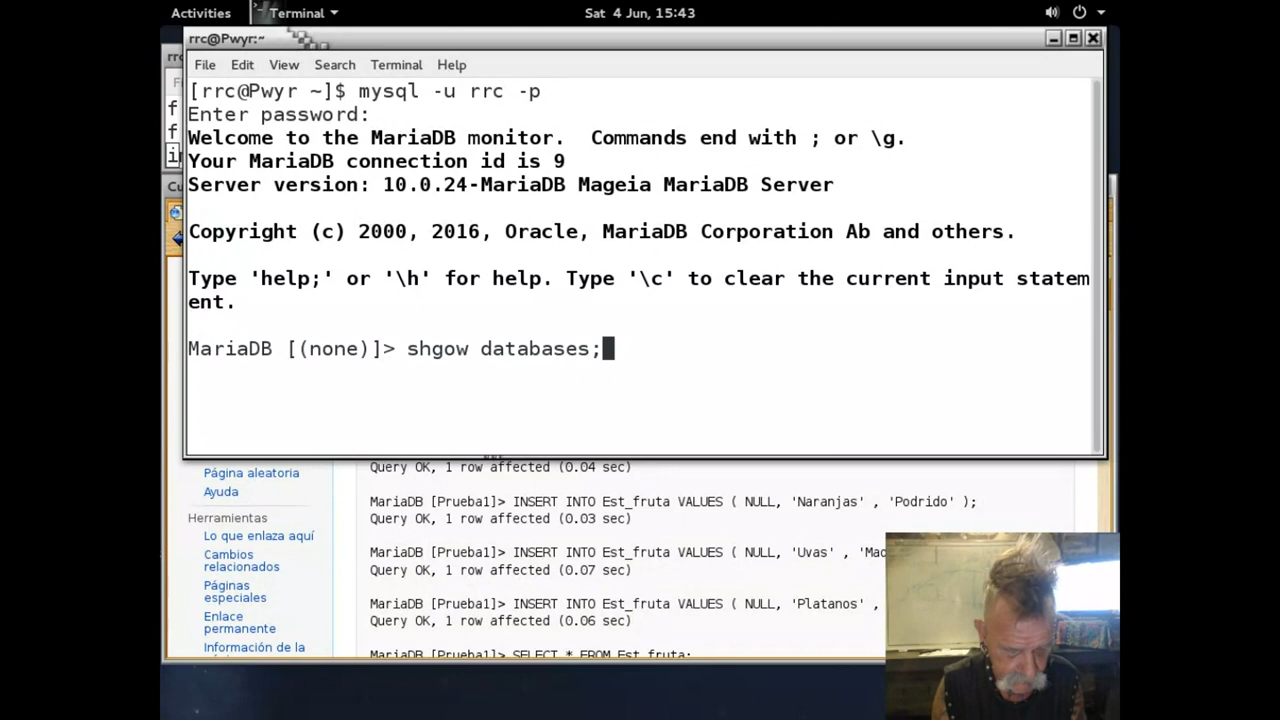 Activities
Terminal
Sat 4 Jun, 15:43
rrc@Pwyr:~
File Edit View Search Terminal Help
[rrc@Pwyr ~]$ mysql -u rrc -p
Enter password:
Welcome to the MariaDB monitor.  Commands end with ; or \g.
Your MariaDB connection id is 9
Server version: 10.0.24-MariaDB Mageia MariaDB Server
Copyright (c) 2000, 2016, Oracle, MariaDB Corporation Ab and others.
Type 'help;' or '\h' for help. Type '\c' to clear the current input statem
ent.
MariaDB [(none)]> shgow databases;
Página aleatoria
Ayuda
Herramientas
Lo que enlaza aquí
Cambios
relacionados
Páginas
especiales
Enlace
permanente
Información de la
Query OK, 1 row affected (0.04 sec)
MariaDB [Prueba1]> INSERT INTO Est_fruta VALUES ( NULL, 'Naranjas' , 'Podrido' );
Query OK, 1 row affected (0.03 sec)
MariaDB [Prueba1]> INSERT INTO Est_fruta VALUES ( NULL, 'Uvas' , 'Mad
Query OK, 1 row affected (0.07 sec)
MariaDB [Prueba1]> INSERT INTO Est_fruta VALUES ( NULL, 'Platanos' ,
Query OK, 1 row affected (0.06 sec)
MariaDB [Prueba1]> SELECT * FROM Est_fruta;